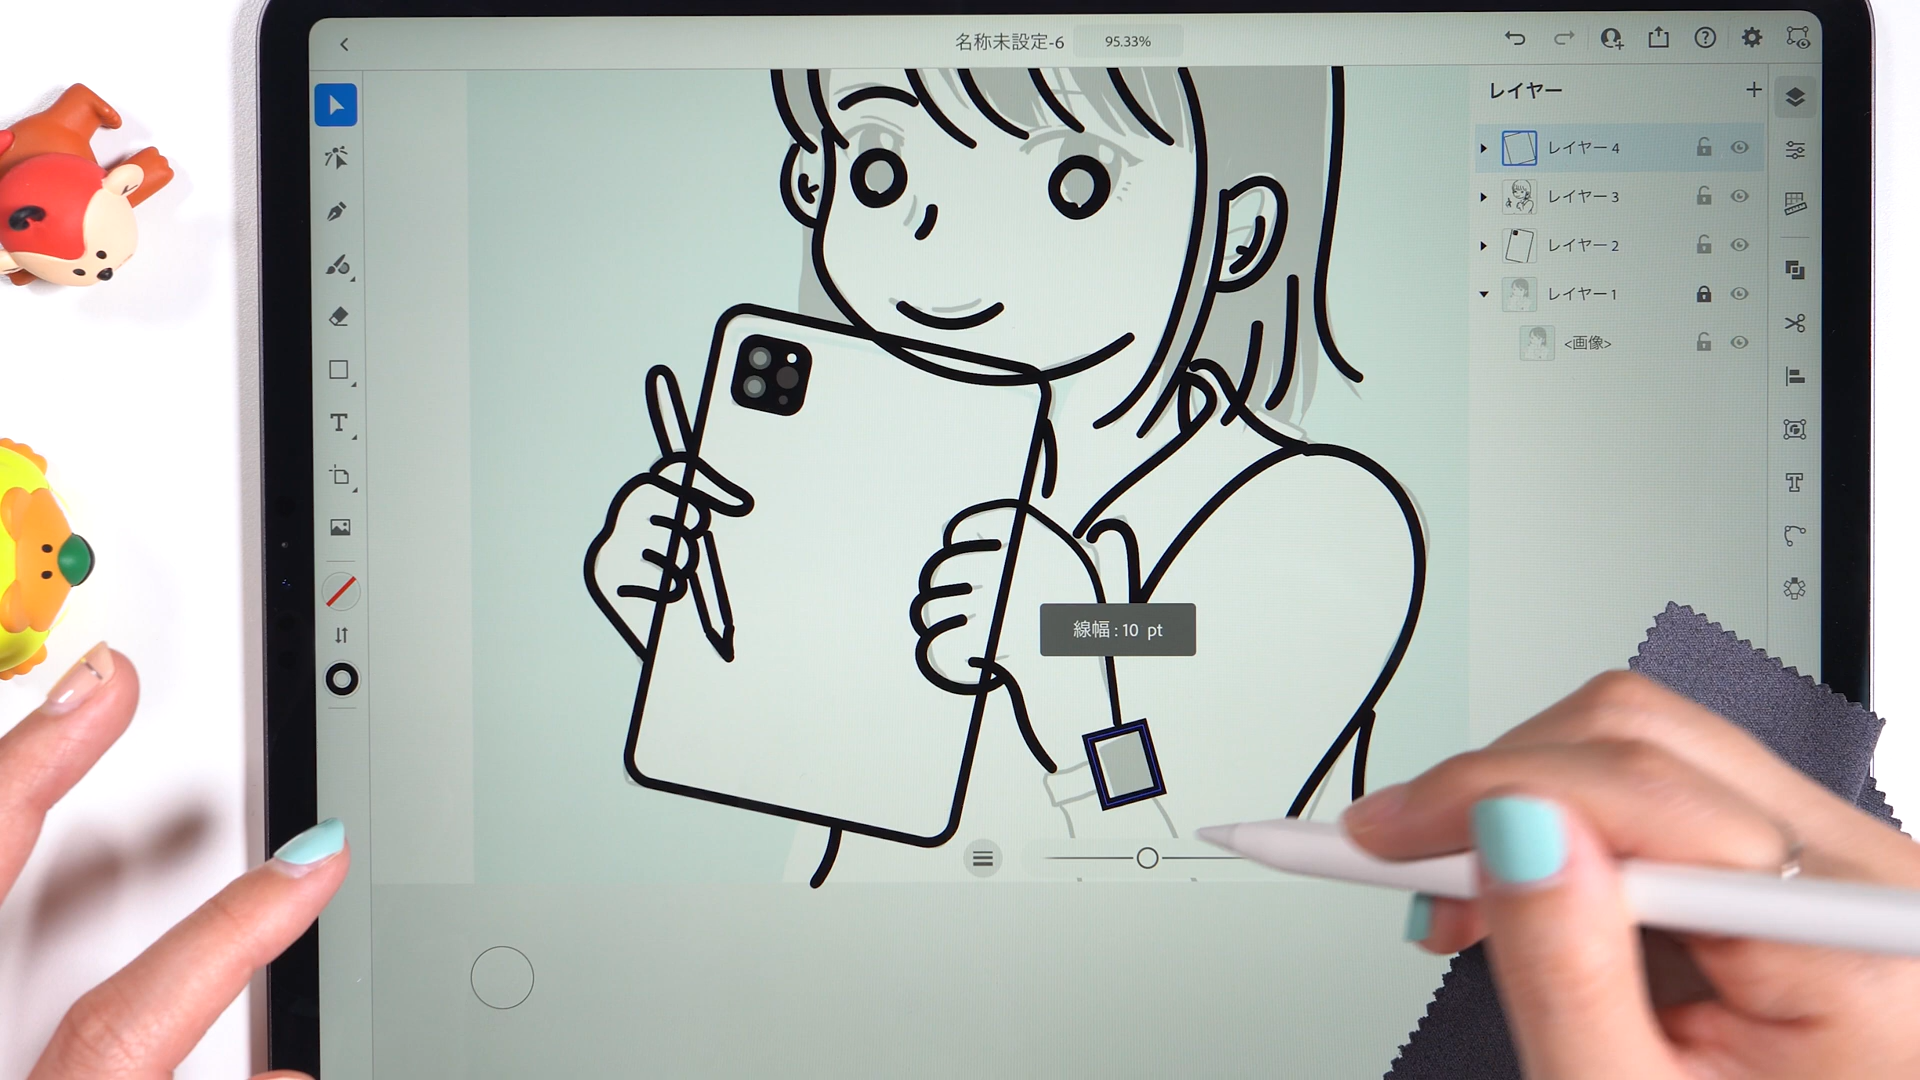 名称未設定-6
95.33%
レイヤー
レイヤー 4
レイヤー 3
レイヤー 2
レイヤー 1
<画像>
線幅 : 10 pt